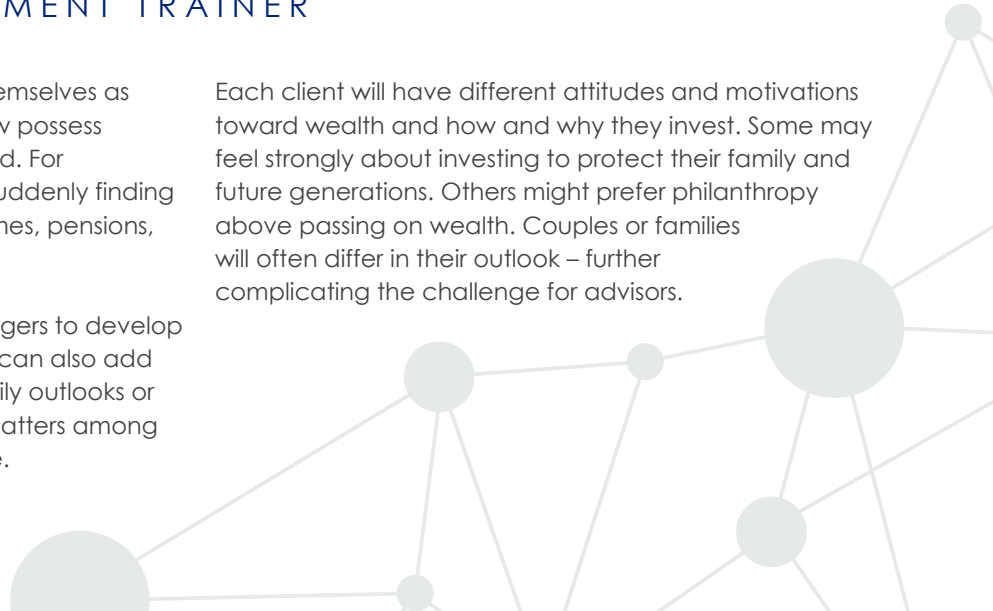 MENT TRAINER
emselves as
possess
d. For
uddenly finding
mes, pensions,
gers to develop
can also add
ily outlooks or
atters among
Each client will have different attitudes and motivations
toward wealth and how and why they invest. Some may
feel strongly about investing to protect their family and
future generations. Others might prefer philanthropy
above passing on wealth. Couples or families
will often differ in their outlook – further
complicating the challenge for advisors.